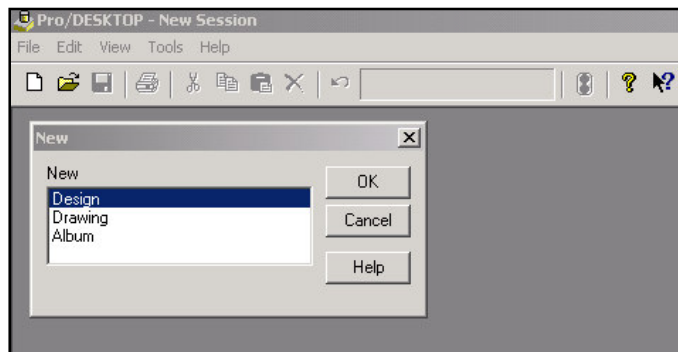 Pro/DESKTOP - New Session
File Edit View Tools Help
New
New
Design
Drawing
Album
OK
Cancel
Help